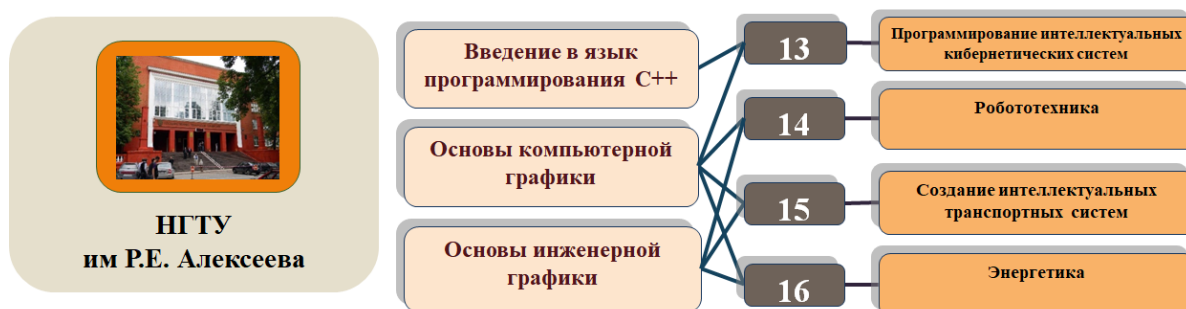 НГТУ
им Р.Е. Алексеева
Введение в язык
программирования С++
Основы компьютерной
графики
Основы инженерной
графики
13
14
15
16
Программирование интеллектуальных
кибернетических систем
Робототехника
Создание интеллектуальных
транспортных систем
Энергетика